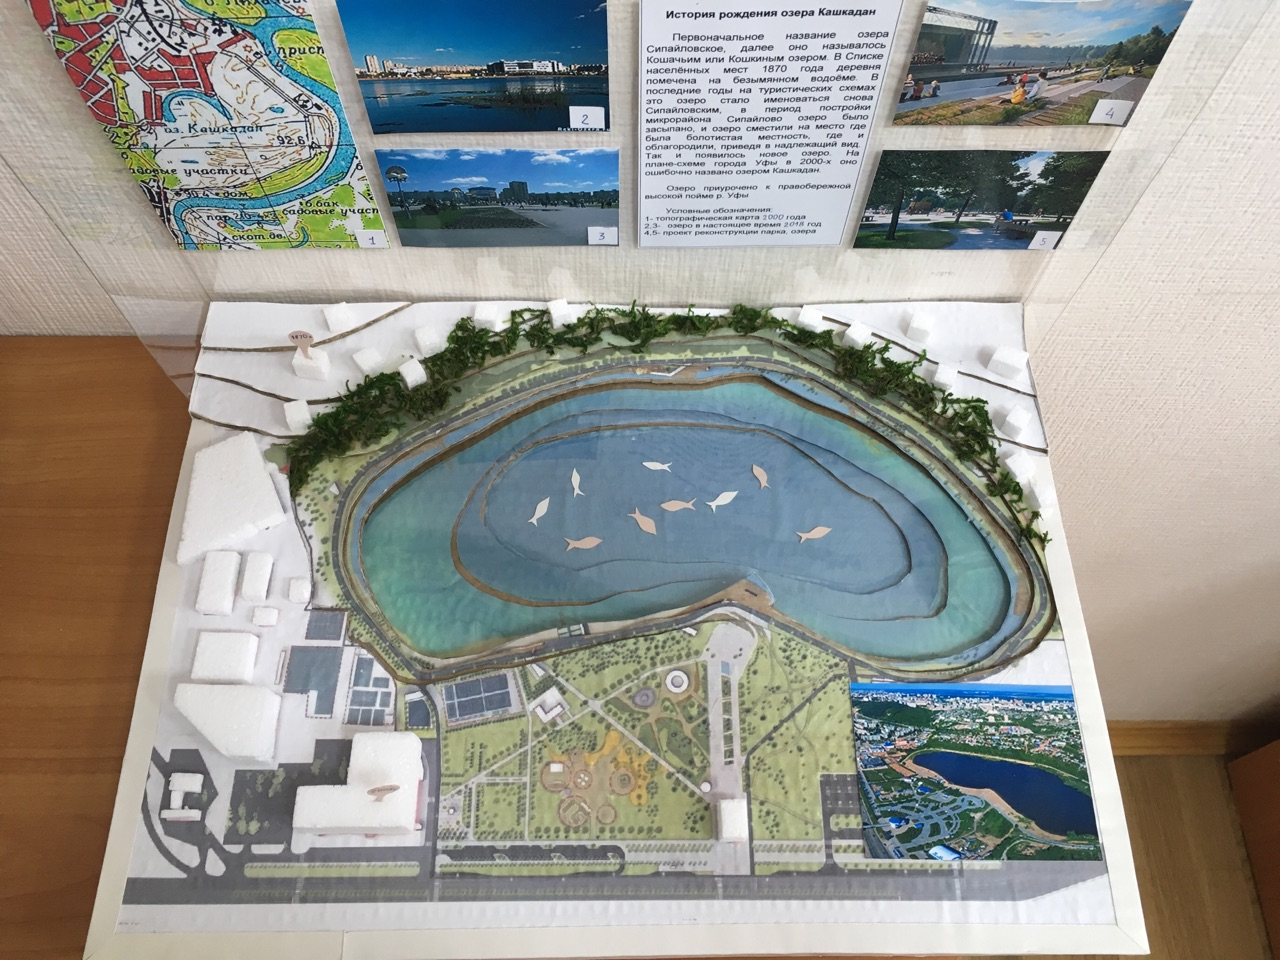 оз. Кашкадан
92.6
садовые участ
1
2
3
История рождения озера Кашкадан
Первоначальное название озера
Сипайловское, далее оно называлось
Кошачьим или Кошкиным озером. В Списке
населённых мест 1870 года деревня
помечена на безымянном водоёме. В
последние годы на туристических схемах
это озеро стало именоваться снова
Сипайловским, в период постройки
микрорайона Сипайлово озеро было
засыпано, и озеро сместили на место где
была болотистая местность, где и
облагородили, приведя в надлежащий вид.
Так и появилось новое озеро. На
плане-схеме города Уфы в 2000-х оно
ошибочно названо озером Кашкадан.
Озеро приурочено к правобережной
высокой пойме р. Уфы
Условные обозначения:
1- топографическая карта 2000 года
2,3- озеро в настоящее время 2018 год
4,5- проект реконструкции парка, озера
4
5
1870г